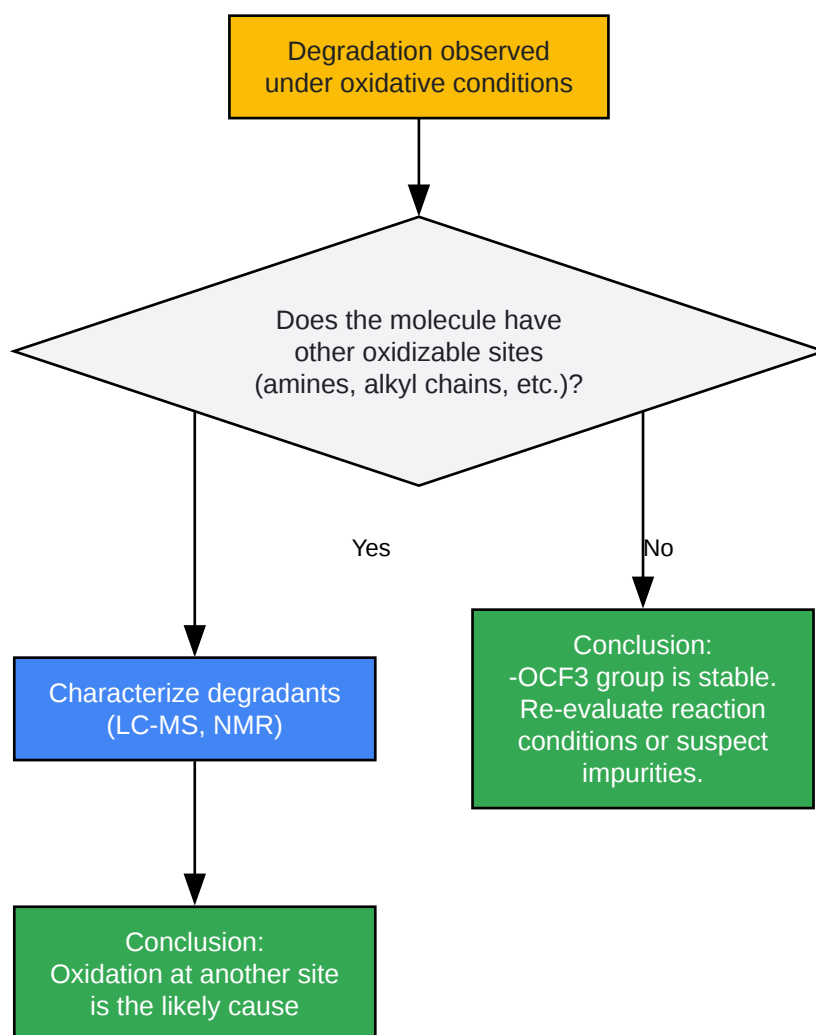 Degradation observed
under oxidative conditions
Does the molecule have
other oxidizable sites
(amines, alkyl chains, etc.)?
Yes
No
Conclusion:
-OCF3 group is stable.
Re-evaluate reaction
conditions or suspect
impurities.
Characterize degradants
(LC-MS, NMR)
Conclusion:
Oxidation at another site
is the likely cause